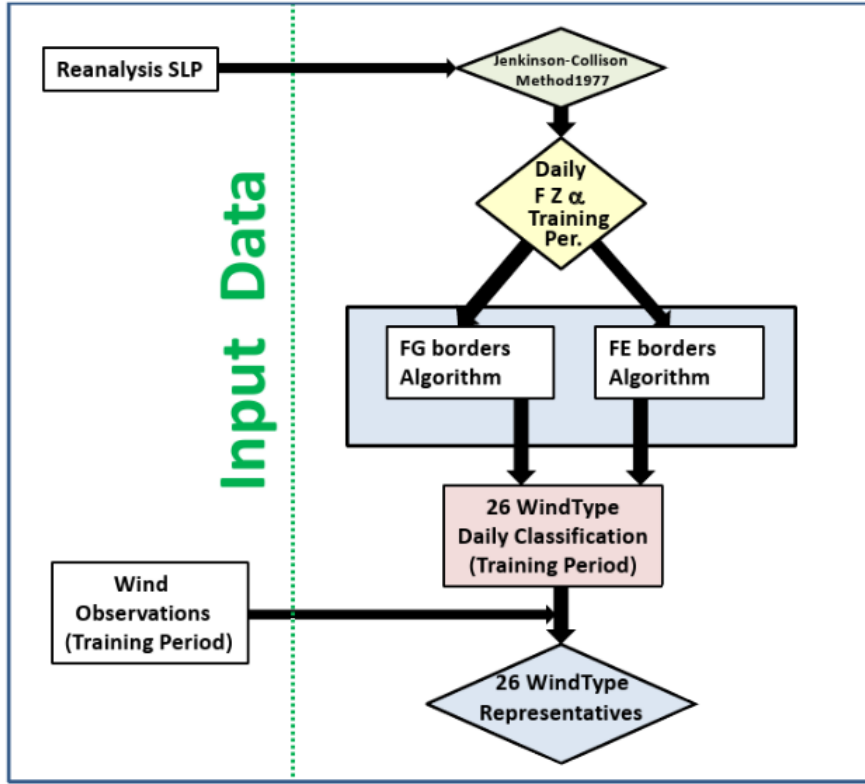 Reanalysis SLP
Jenkinson-Collison
Method1977
Daily
F Z α
Training
Per.
Input Data
FG borders
Algorithm
FE borders
Algorithm
26 WindType
Daily Classification
(Training Period)
Wind
Observations
(Training Period)
26 WindType
Representatives